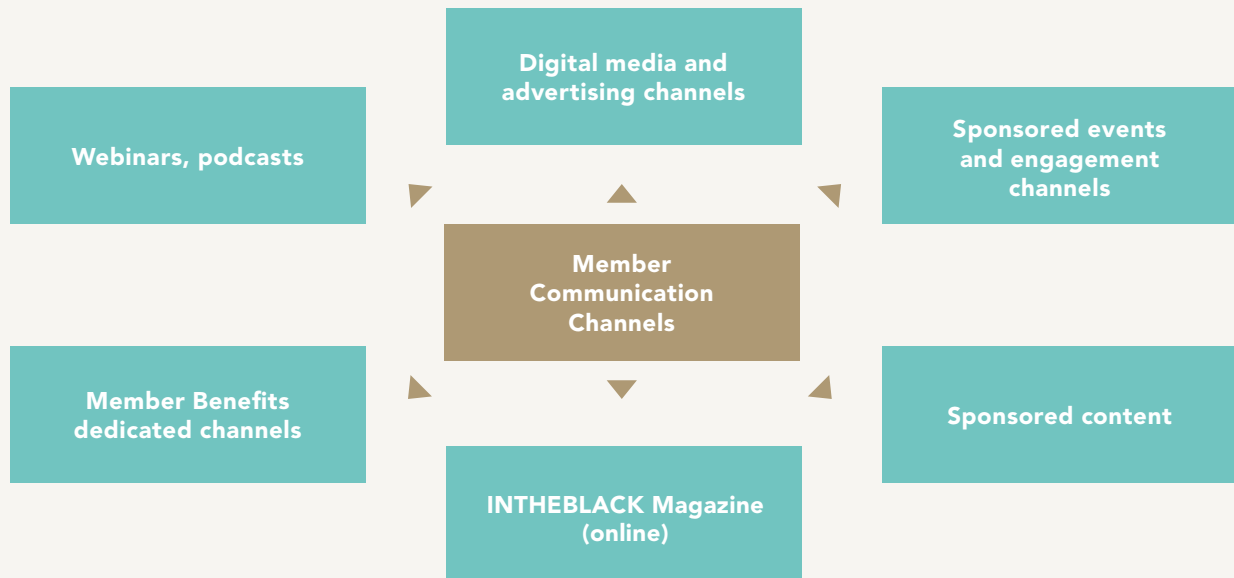 Digital media and
advertising channels
Webinars, podcasts
Sponsored events
and engagement
channels
Member
Communication
Channels
Member Benefits
dedicated channels
Sponsored content
INTHEBLACK Magazine
(online)